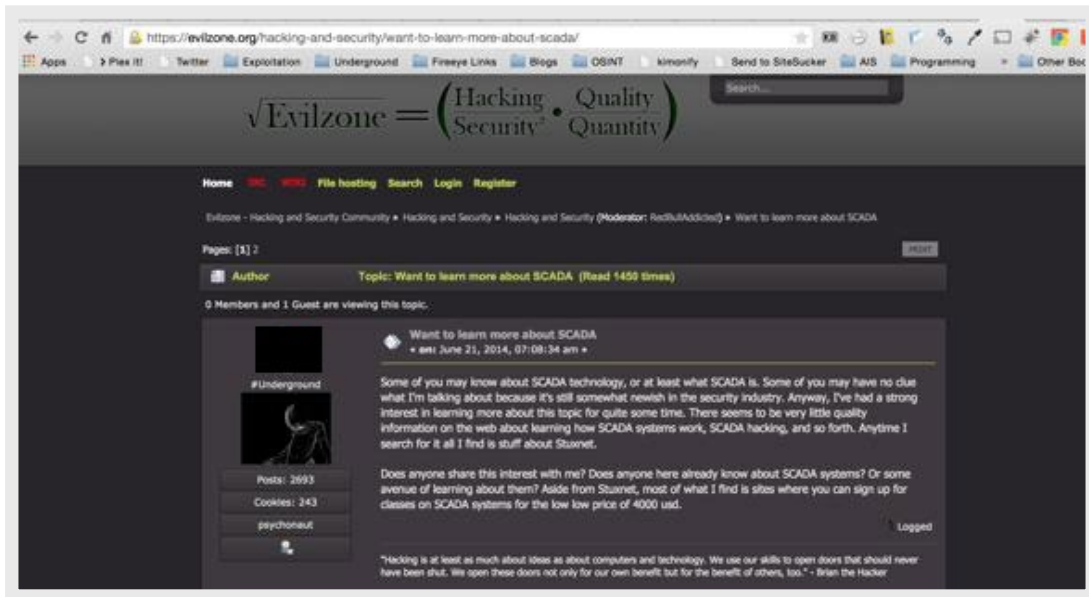 https://evilzone.org/hacking-and-security/want-to-learn-more-about-scada/
Apps Plex it! Twitter Exploitation Underground Fireeye Links Blogs OSINT kimonify Send to SiteSucker AIS Programming » Other Boo
√Evilzone = (Hacking/Security² • Quality/Quantity)
Search...
Home File hosting Search Login Register
Evilzone - Hacking and Security Community » Hacking and Security » Hacking and Security (Moderator: RedBullAddicted) » Want to learn more about SCADA
Pages: [1] 2
PRINT
Author Topic: Want to learn more about SCADA (Read 1450 times)
0 Members and 1 Guest are viewing this topic.
Want to learn more about SCADA
« on: June 21, 2014, 07:08:34 am »
#Underground
Posts: 2693
Cookies: 243
psychonaut
Some of you may know about SCADA technology, or at least what SCADA is. Some of you may have no clue
what I'm talking about because it's still somewhat newish in the security industry. Anyway, I've had a strong
interest in learning more about this topic for quite some time. There seems to be very little quality
information on the web about learning how SCADA systems work, SCADA hacking, and so forth. Anytime I
search for it all I find is stuff about Stuxnet.
Does anyone share this interest with me? Does anyone here already know about SCADA systems? Or some
avenue of learning about them? Aside from Stuxnet, most of what I find is sites where you can sign up for
classes on SCADA systems for the low low price of 4000 usd.
Logged
"Hacking is at least as much about ideas as about computers and technology. We use our skills to open doors that should never
have been shut. We open these doors not only for our own benefit but for the benefit of others, too." - Brian the Hacker